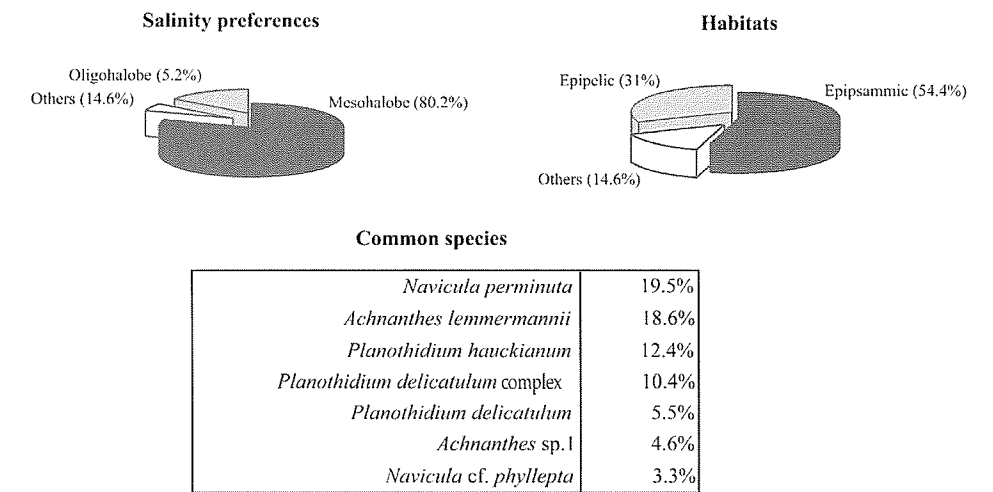 Salinity preferences
Habitats
Oligohalobe (5.2%)
Others (14.6%)
Mesohalobe (80.2%)
Epipelic (31%)
Epipsammic (54.4%)
Others (14.6%)
Common species
Navicula perminuta 19.5%
Achnanthes lemmermannii 18.6%
Planothidium hauckianum 12.4%
Planothidium delicatulum complex 10.4%
Planothidium delicatulum 5.5%
Achnanthes sp.1 4.6%
Navicula cf. phyllepta 3.3%